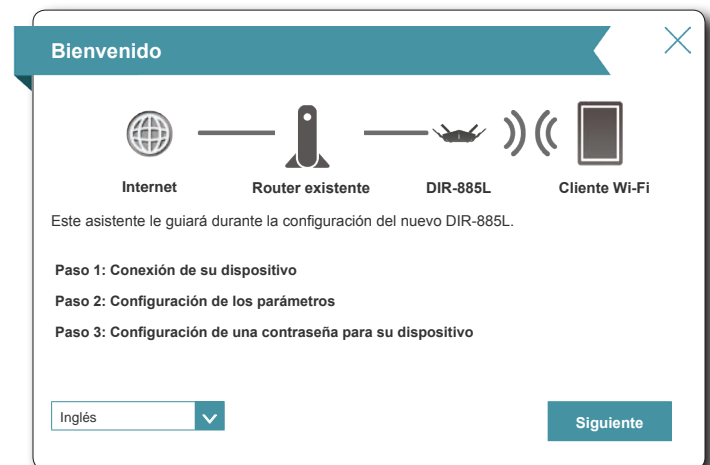 Bienvenido
Internet
Router existente
DIR-885L
Cliente Wi-Fi
Este asistente le guiará durante la configuración del nuevo DIR-885L.
Paso 1: Conexión de su dispositivo
Paso 2: Configuración de los parámetros
Paso 3: Configuración de una contraseña para su dispositivo
Inglés
Siguiente